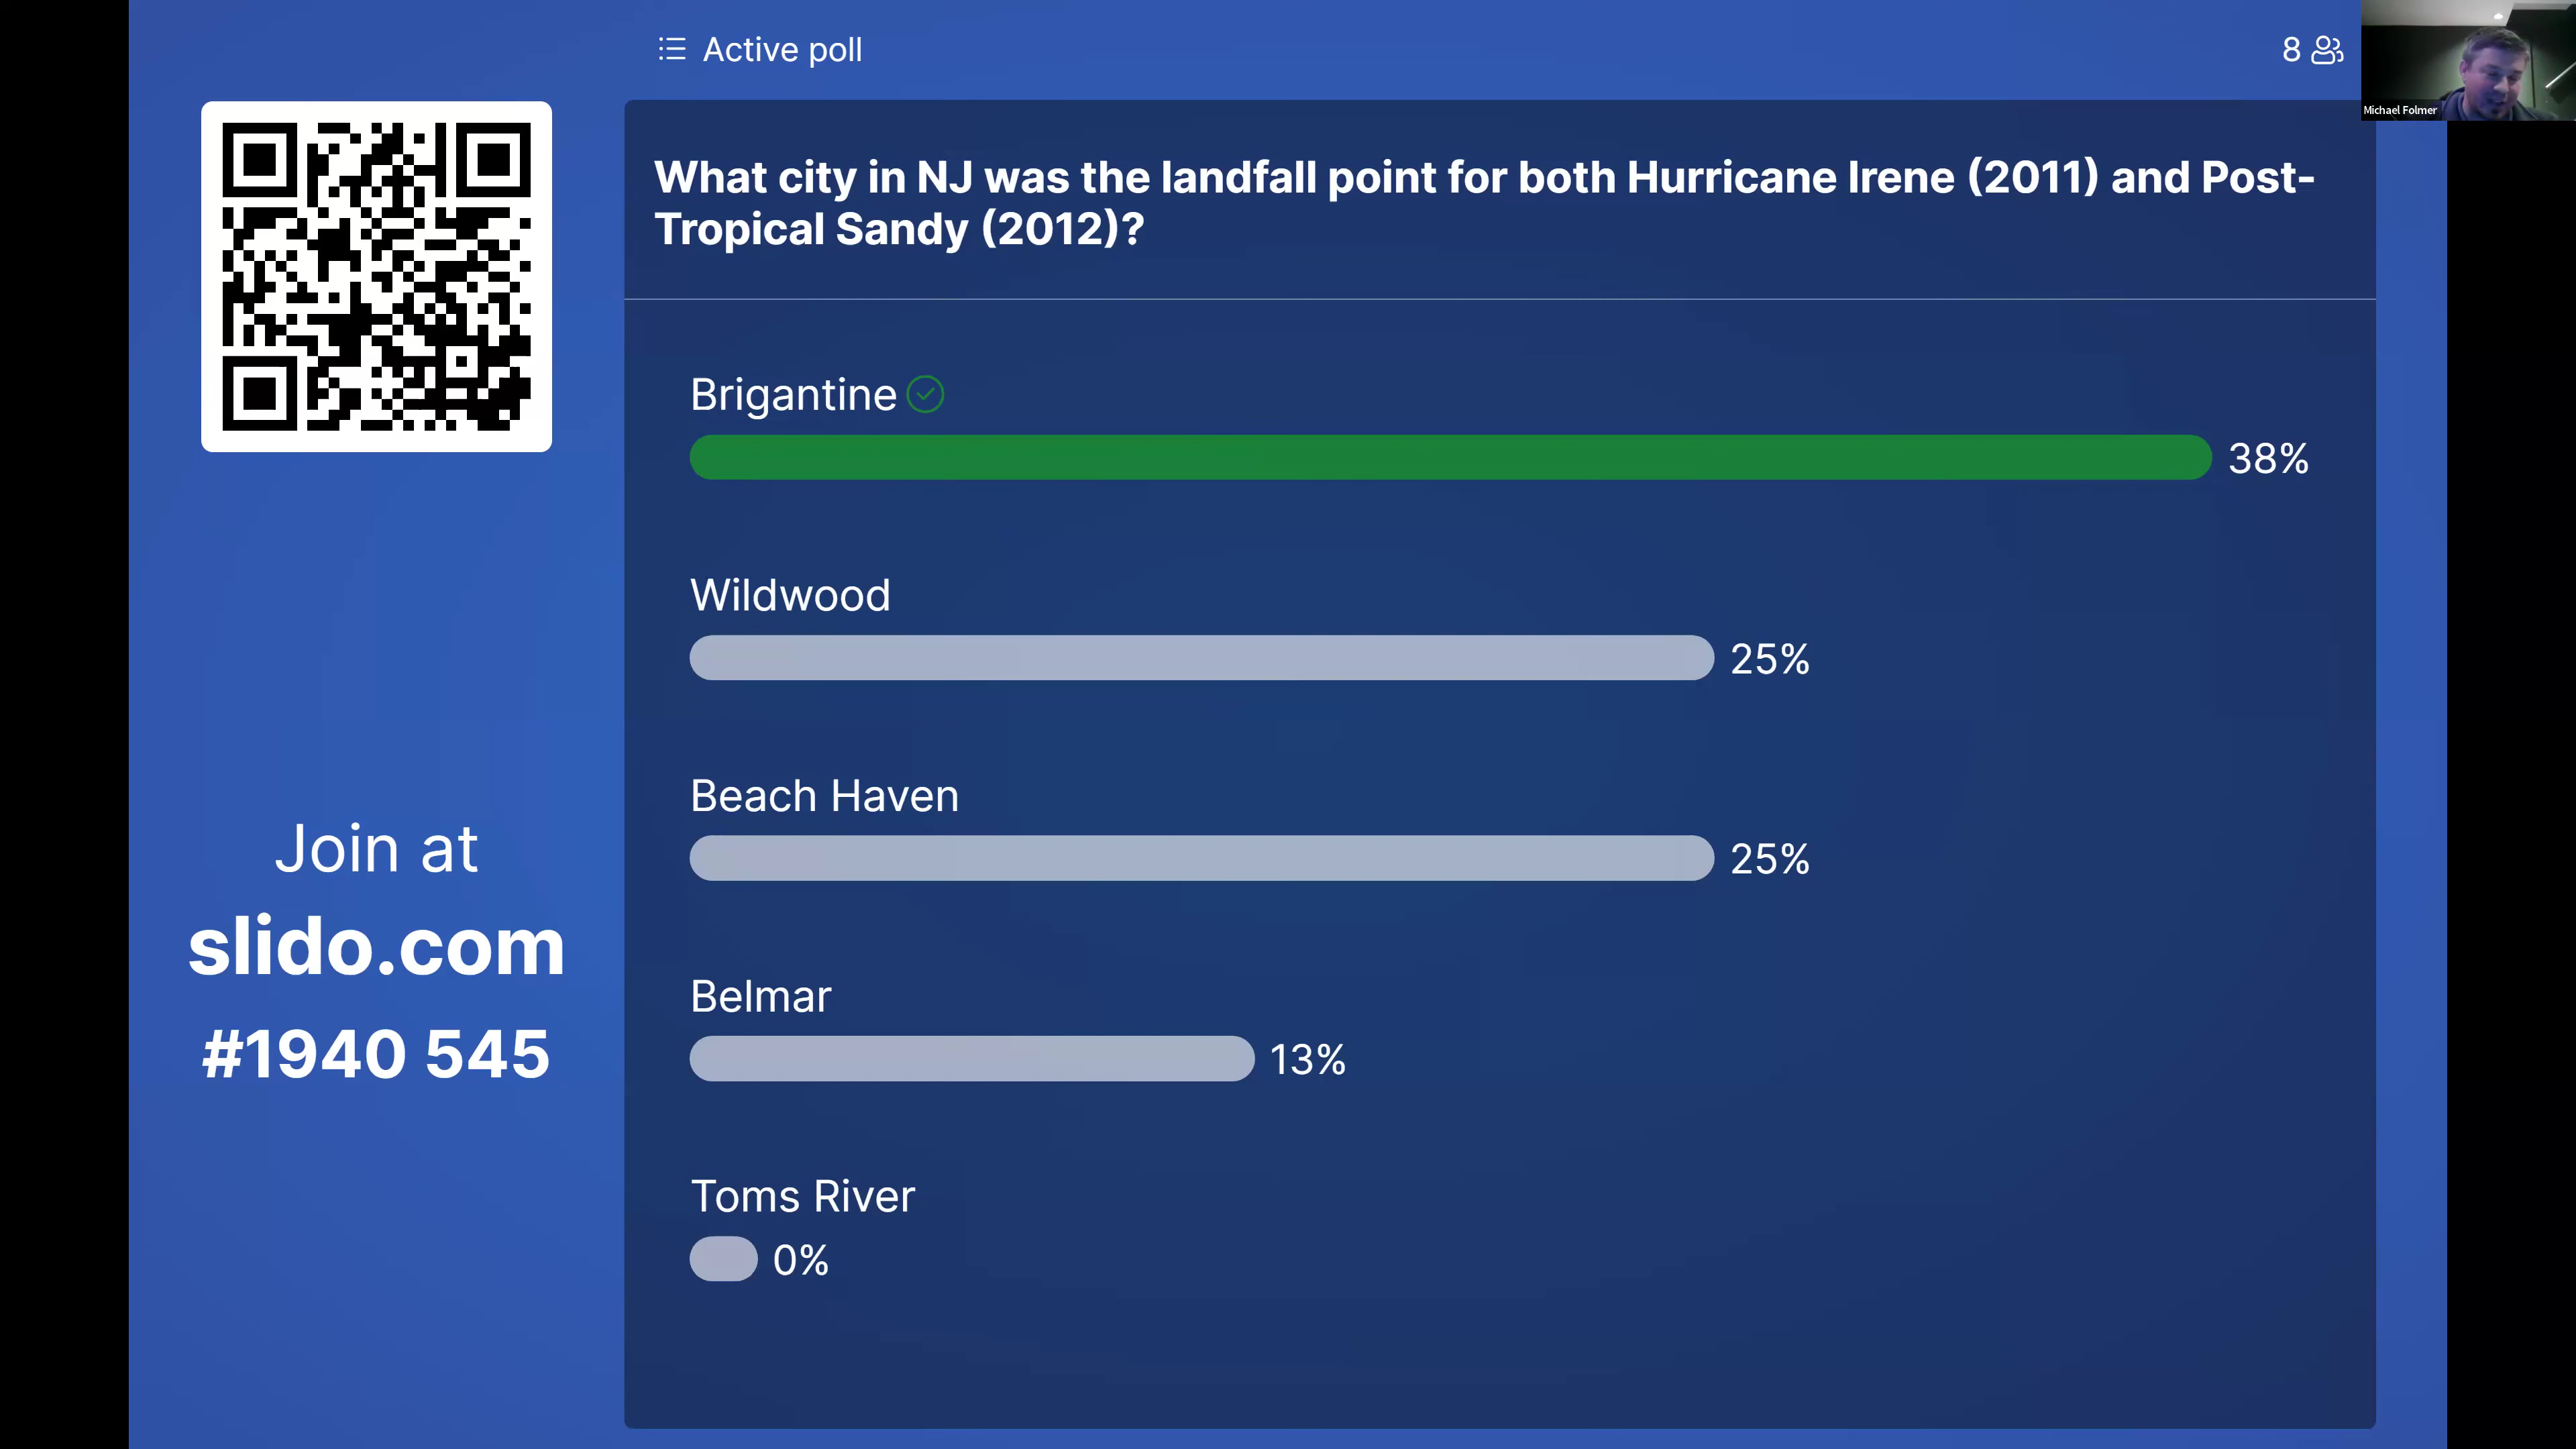 Active poll
8
Michael Folmer
What city in NJ was the landfall point for both Hurricane Irene (2011) and Post-
Tropical Sandy (2012)?
Brigantine
38%
Wildwood
25%
Beach Haven
25%
Belmar
13%
Toms River
0%
Join at
slido.com
#1940 545